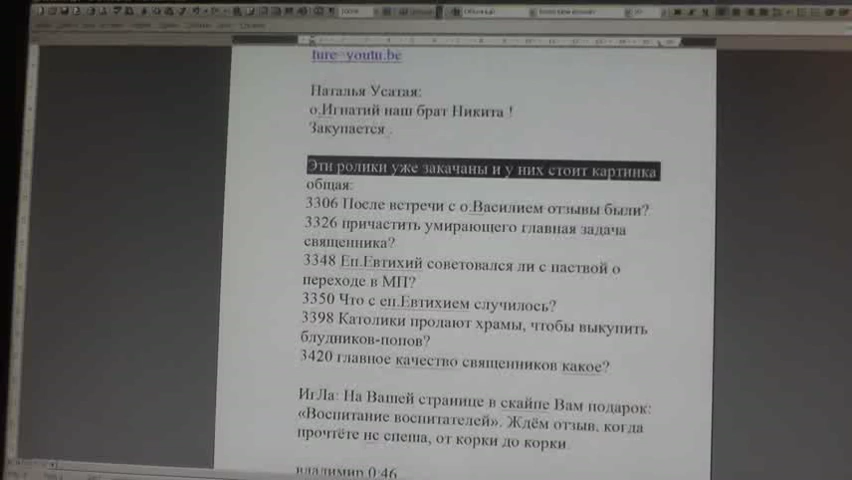 ture=youtu.be
Наталья Усатая:
о.Игнатий наш брат Никита !
Закупается .
Эти ролики уже закачаны и у них стоит картинка
общая:
3306 После встречи с о.Василием отзывы были?
3326 причастить умирающего главная задача
священника?
3348 Еп.Евтихий советовался ли с паствой о
переходе в МП?
3350 Что с еп.Евтихием случилось?
3398 Католики продают храмы, чтобы выкупить
блудников-попов?
3420 главное качество священников какое?
ИгЛа: На Вашей странице в скайпе Вам подарок:
«Воспитание воспитателей». Ждём отзыв, когда
прочтёте не спеша, от корки до корки.
владимир 0:46